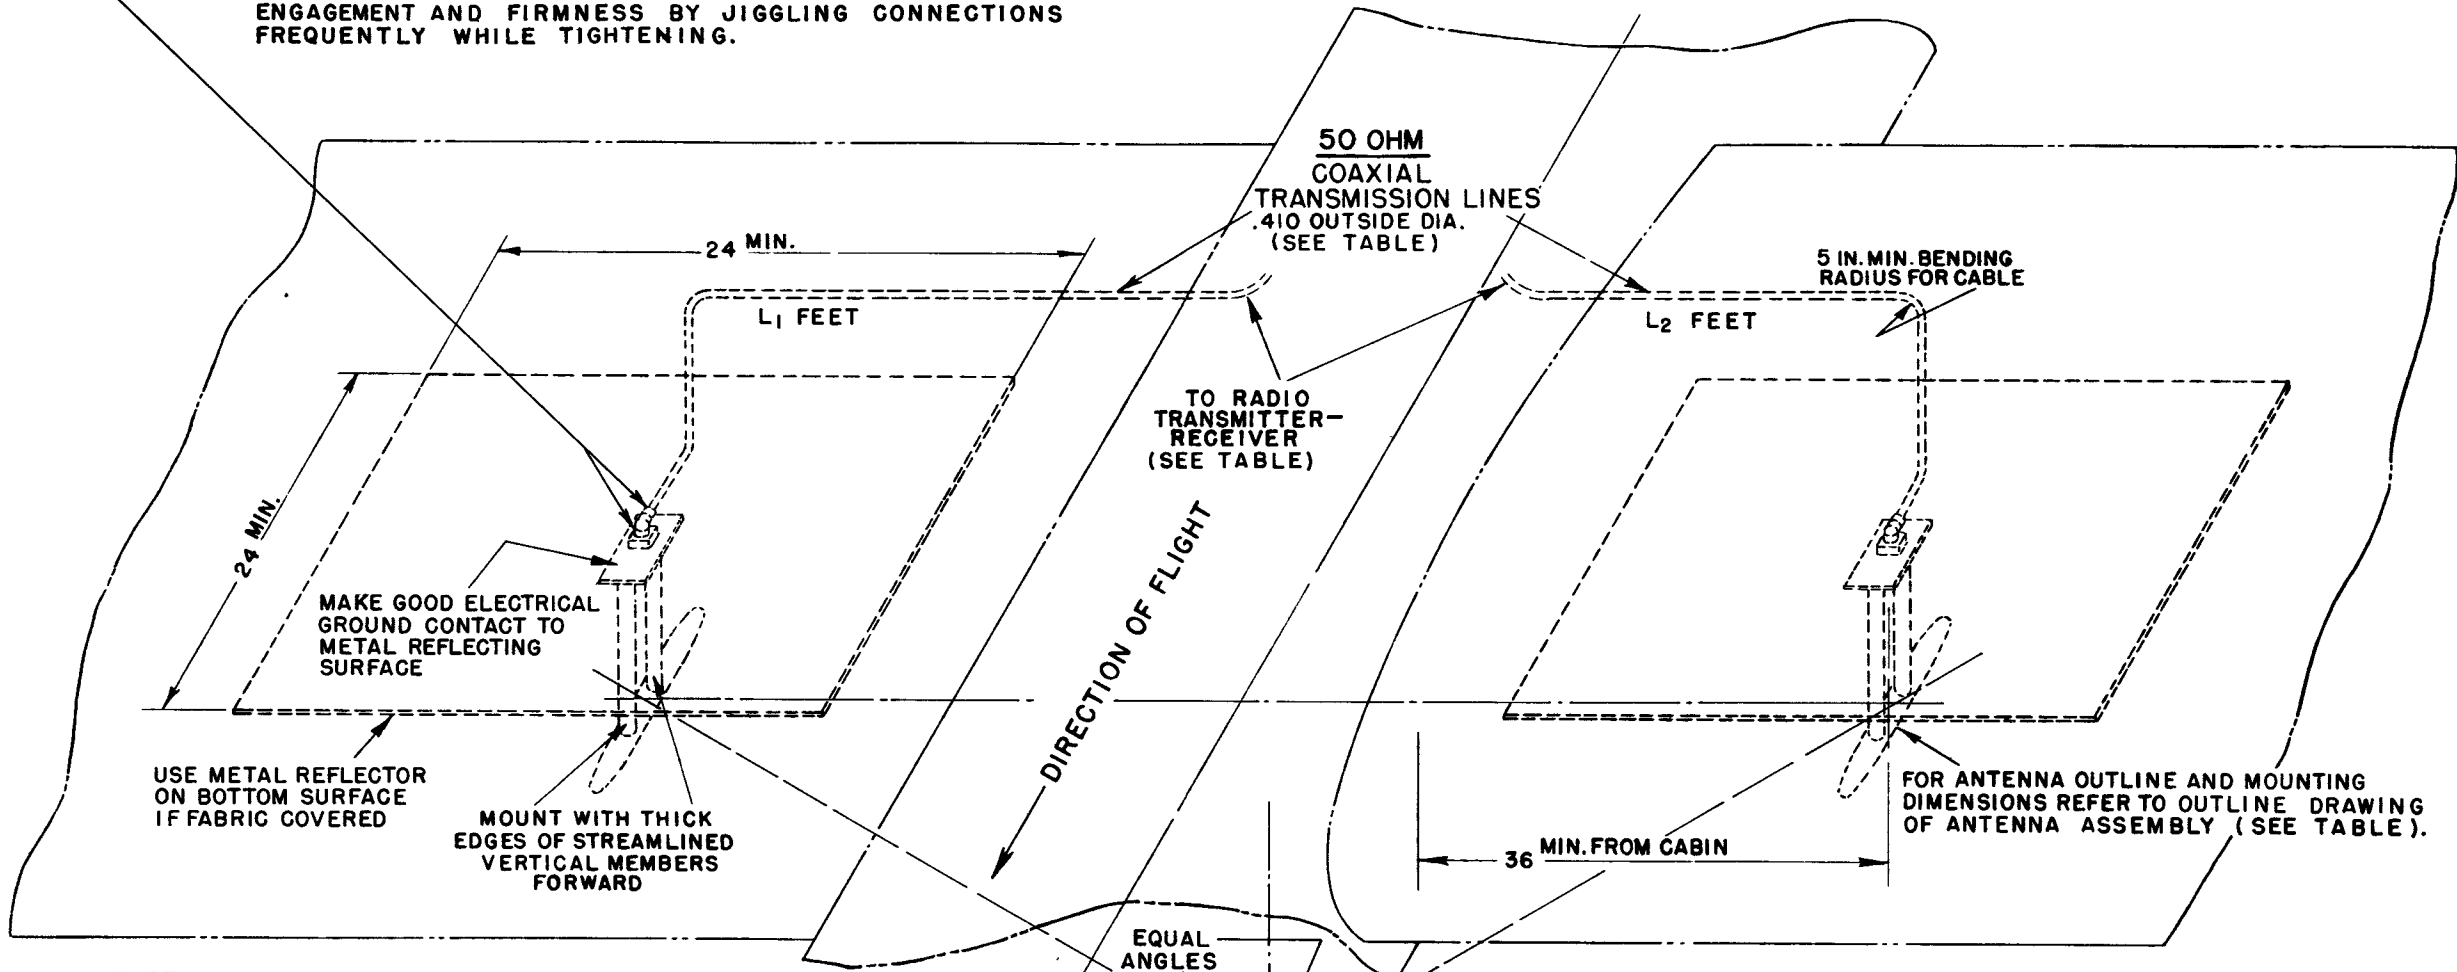 ENGAGEMENT AND FIRMNESS BY JIGGLING CONNECTIONS
FREQUENTLY WHILE TIGHTENING.
50 OHM
COAXIAL
TRANSMISSION LINES
.410 OUTSIDE DIA.
(SEE TABLE)
24 MIN.
5 IN. MIN. BENDING
RADIUS FOR CABLE
L1 FEET
L2 FEET
TO RADIO
TRANSMITTER-
RECEIVER
(SEE TABLE)
24 MIN.
DIRECTION OF FLIGHT
MAKE GOOD ELECTRICAL
GROUND CONTACT TO
METAL REFLECTING
SURFACE
USE METAL REFLECTOR
ON BOTTOM SURFACE
IF FABRIC COVERED
MOUNT WITH THICK
EDGES OF STREAMLINED
VERTICAL MEMBERS
FORWARD
FOR ANTENNA OUTLINE AND MOUNTING
DIMENSIONS REFER TO OUTLINE DRAWING
OF ANTENNA ASSEMBLY (SEE TABLE).
36 MIN. FROM CABIN
EQUAL
ANGLES